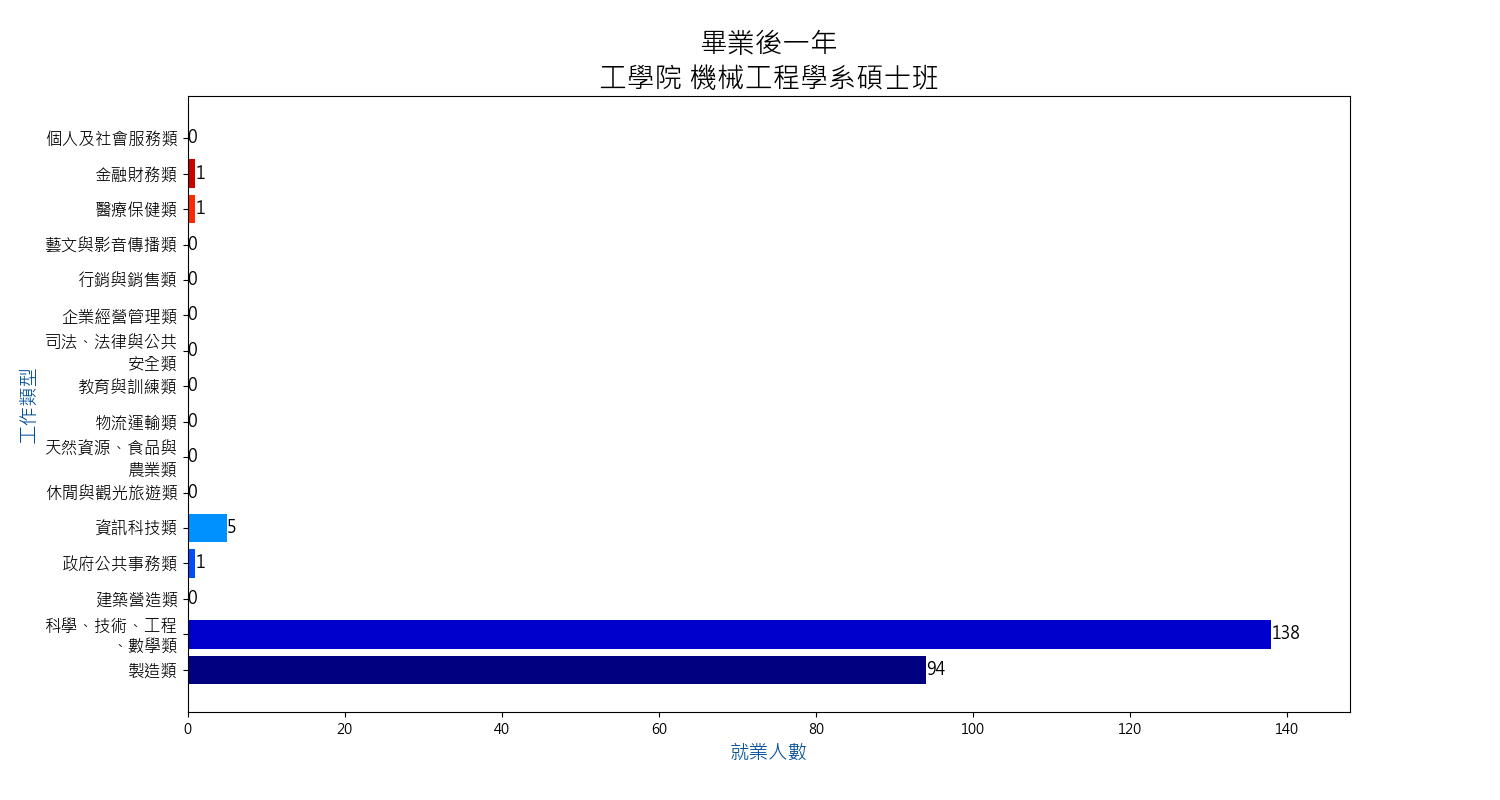 畢業後一年
工學院 機械工程學系碩士班
個人及社會服務類
0
金融財務類
1
醫療保健類
1
藝文與影音傳播類
0
行銷與銷售類
0
企業經營管理類
0
司法、法律與公共
安全類
0
教育與訓練類
0
物流運輸類
0
天然資源、食品與
農業類
0
休閒與觀光旅遊類
0
資訊科技類
5
政府公共事務類
1
建築營造類
0
科學、技術、工程
、數學類
138
製造類
94
工作類型
0 20 40 60 80 100 120 140
就業人數